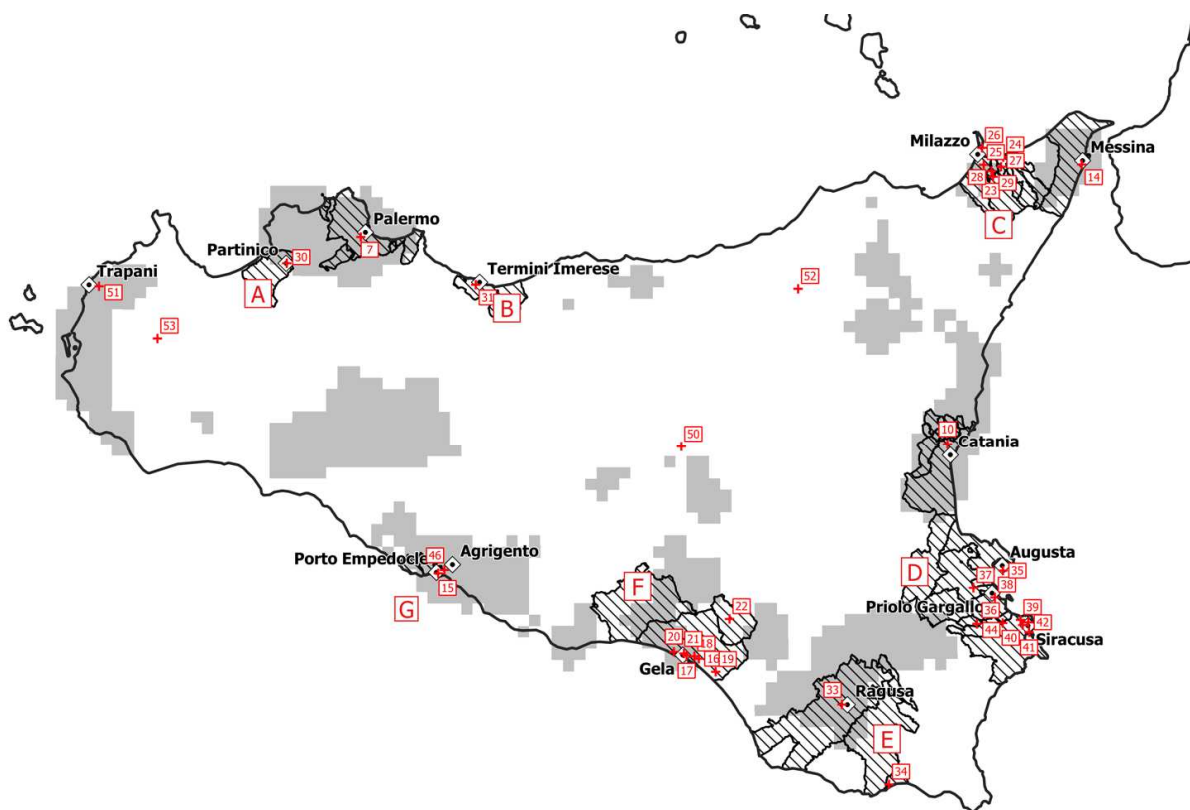 26
24
Milazzo
25
Messina
27
14
28
29
23
C
Palermo
7
Partinico
30
Trapani
51
A
Termini Imerese
31
B
52
53
10
Catania
50
46
Agrigento
Porto Empedocle
15
G
Augusta
35
D
37
38
F
22
Priolo Gargallo
36
39
42
44
40
Siracusa
41
20
21
18
Gela
16
19
17
33
Ragusa
E
34